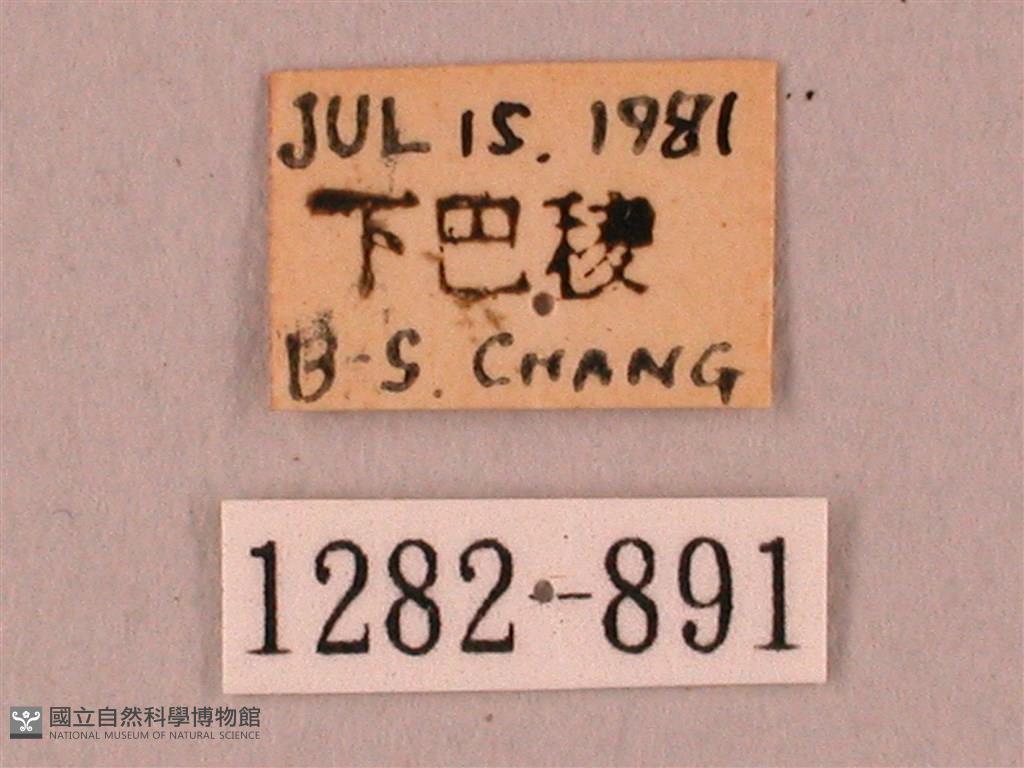 JUL 15. 1981
下巴稜
B-S. CHANG
1282-891
國立自然科學博物館
NATIONAL MUSEUM OF NATURAL SCIENCE